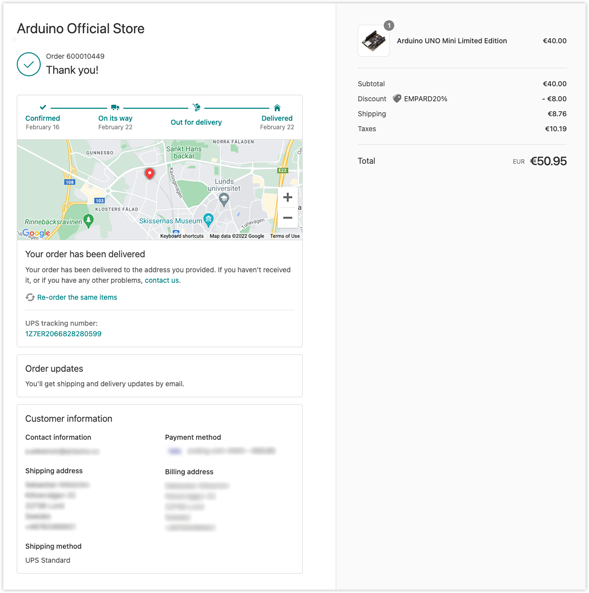 Arduino Official Store
Order 600010449
Thank you!
Confirmed
February 16
On its way
February 22
Out for delivery
Delivered
February 22
NORRA FÄLADEN
Sankt Hans
backar
GUNNESBO
108
E22
Lunds
universitet
103
KLOSTERS FÄLAD
Skissernas Museum
Rinnebäcksravinen
+
−
Google
Keyboard shortcuts
Map data ©2022 Google
Terms of Use
Your order has been delivered
Your order has been delivered to the address you provided. If you haven't received
it, or if you have any other problems, contact us.
Re-order the same items
UPS tracking number:
1Z7ER2066828280599
Order updates
You'll get shipping and delivery updates by email.
Customer information
Contact information
Payment method
Shipping address
Billing address
Shipping method
UPS Standard
1
Arduino UNO Mini Limited Edition €40.00
Subtotal €40.00
Discount EMPARD20% - €8.00
Shipping €8.76
Taxes €10.19
Total EUR €50.95